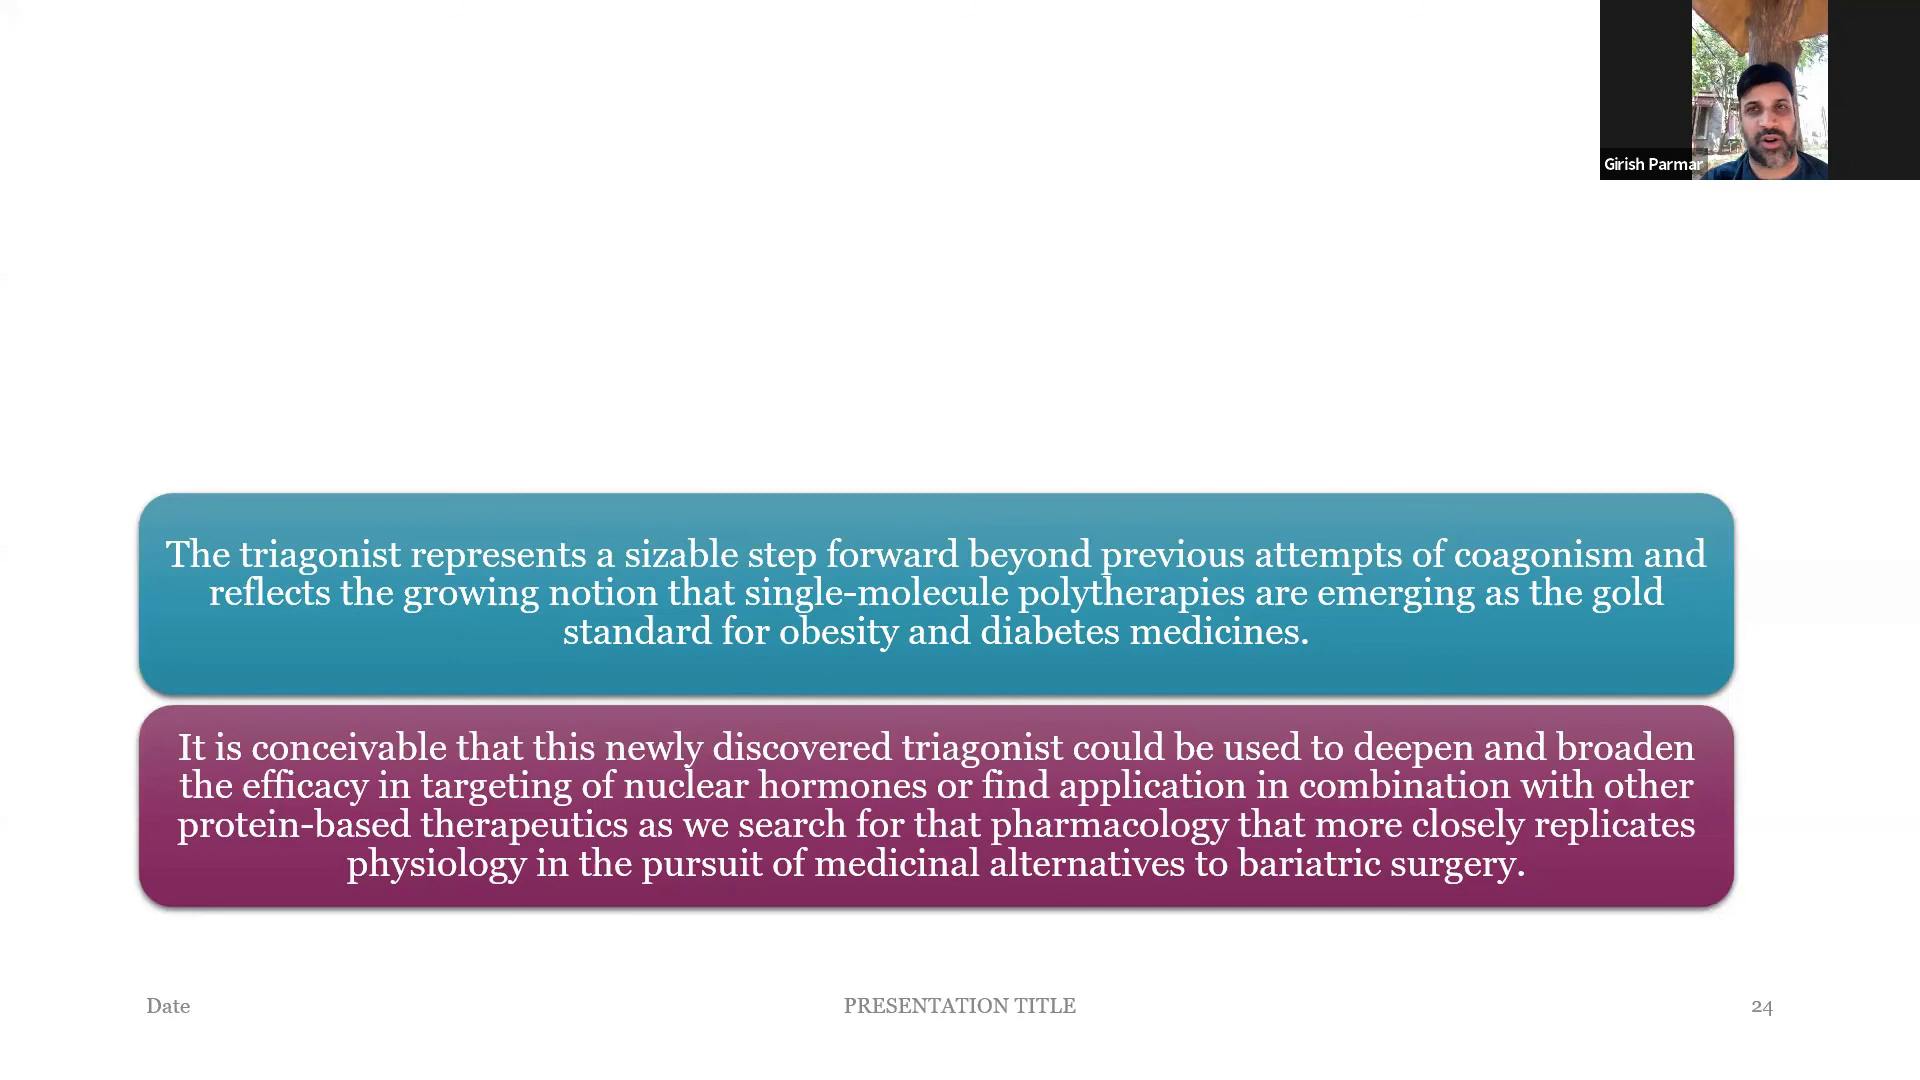 Girish Parmar
The triagonist represents a sizable step forward beyond previous attempts of coagonism and
reflects the growing notion that single-molecule polytherapies are emerging as the gold
standard for obesity and diabetes medicines.
It is conceivable that this newly discovered triagonist could be used to deepen and broaden
the efficacy in targeting of nuclear hormones or find application in combination with other
protein-based therapeutics as we search for that pharmacology that more closely replicates
physiology in the pursuit of medicinal alternatives to bariatric surgery.
Date
PRESENTATION TITLE
24